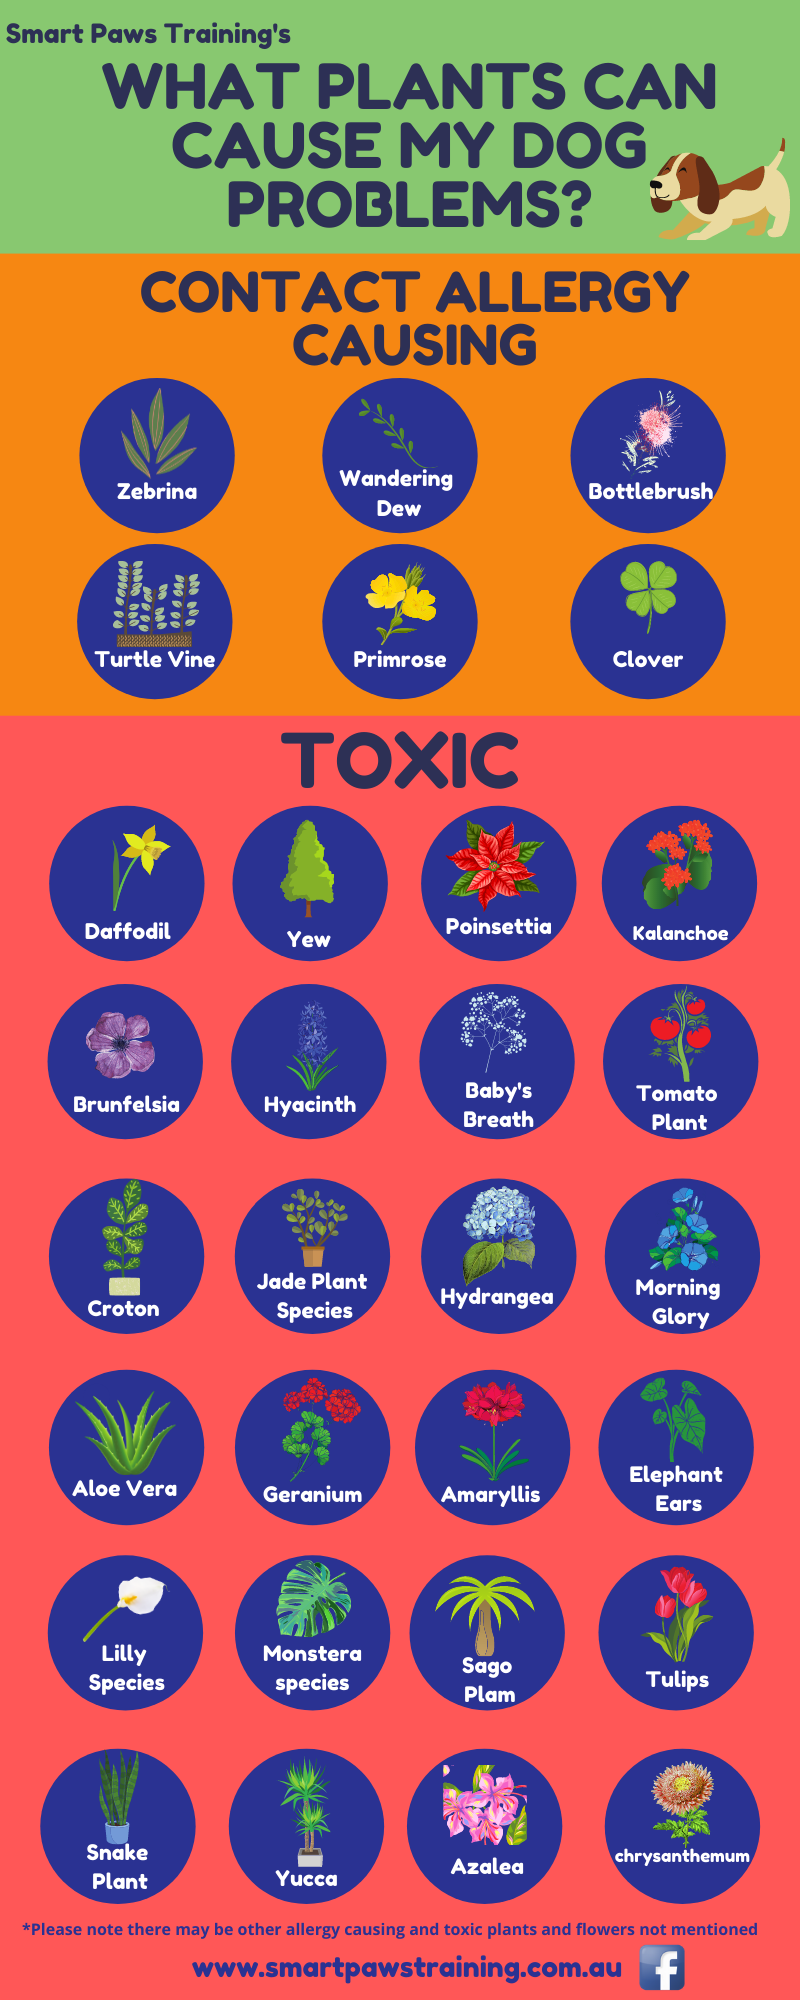 Smart Paws Training's
WHAT PLANTS CAN
CAUSE MY DOG
PROBLEMS?
CONTACT ALLERGY
CAUSING
Zebrina
Wandering
Dew
Bottlebrush
Turtle Vine
Primrose
Clover
TOXIC
Daffodil
Yew
Poinsettia
Kalanchoe
Brunfelsia
Hyacinth
Baby's
Breath
Tomato
Plant
Croton
Jade Plant
Species
Hydrangea
Morning
Glory
Aloe Vera
Geranium
Amaryllis
Elephant
Ears
Lilly
Species
Monstera
species
Sago
Plam
Tulips
Snake
Plant
Yucca
Azalea
chrysanthemum
*Please note there may be other allergy causing and toxic plants and flowers not mentioned
www.smartpawstraining.com.au
f